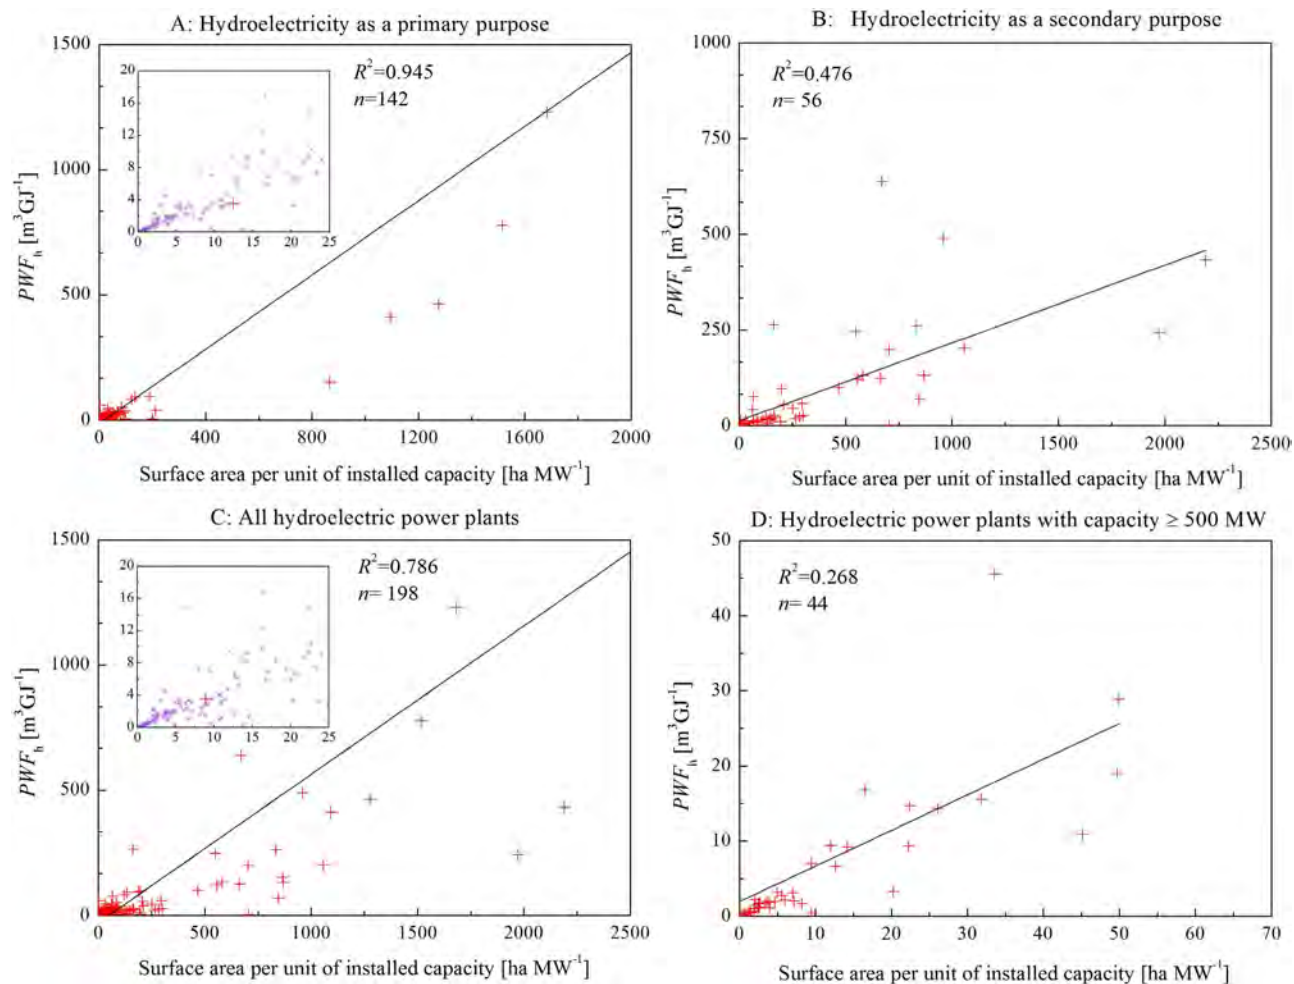 A: Hydroelectricity as a primary purpose
1500
1000
500
0
PWFh [m³GJ⁻¹]
20
16
12
8
4
0
0 5 10 15 20 25
R²=0.945
n=142
0 400 800 1200 1600 2000
Surface area per unit of installed capacity [ha MW⁻¹]
B: Hydroelectricity as a secondary purpose
1000
750
500
250
0
PWFh [m³GJ⁻¹]
R²=0.476
n= 56
0 500 1000 1500 2000 2500
Surface area per unit of installed capacity [ha MW⁻¹]
C: All hydroelectric power plants
1500
1000
500
0
PWFh [m³GJ⁻¹]
20
16
12
8
4
0
0 5 10 15 20 25
R²=0.786
n= 198
0 500 1000 1500 2000 2500
Surface area per unit of installed capacity [ha MW⁻¹]
D: Hydroelectric power plants with capacity ≥ 500 MW
50
40
30
20
10
0
PWFh [m³GJ⁻¹]
R²=0.268
n= 44
0 10 20 30 40 50 60 70
Surface area per unit of installed capacity [ha MW⁻¹]